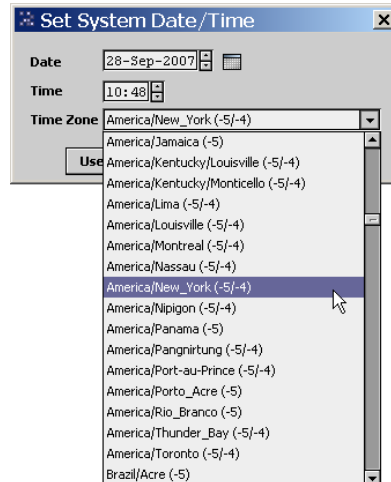 Set System Date/Time
Date 28-Sep-2007
Time 10:48
Time Zone America/New_York (-5/-4)
Use
America/Jamaica (-5)
America/Kentucky/Louisville (-5/-4)
America/Kentucky/Monticello (-5/-4)
America/Lima (-5/-4)
America/Louisville (-5/-4)
America/Montreal (-5/-4)
America/Nassau (-5/-4)
America/New_York (-5/-4)
America/Nipigon (-5/-4)
America/Panama (-5)
America/Pangnirtung (-5/-4)
America/Port-au-Prince (-5/-4)
America/Porto_Acre (-5)
America/Rio_Branco (-5)
America/Thunder_Bay (-5/-4)
America/Toronto (-5/-4)
Brazil/Acre (-5)